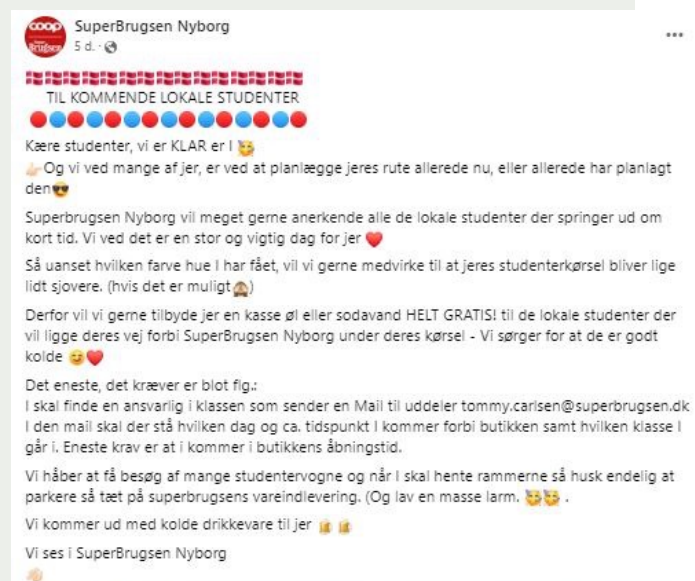 coop
Super
Brugsen
SuperBrugsen Nyborg
5 d.
🇩🇰🇩🇰🇩🇰🇩🇰🇩🇰🇩🇰🇩🇰🇩🇰🇩🇰🇩🇰🇩🇰🇩🇰🇩🇰🇩🇰🇩🇰
TIL KOMMENDE LOKALE STUDENTER
🔴🔵🔴🔵🔴🔵🔴🔵🔴🔵🔴🔵🔴🔵🔴
Kære studenter, vi er KLAR er I 🥳
👉🏻Og vi ved mange af jer, er ved at planlægge jeres rute allerede nu, eller allerede har planlagt
den😎
Superbrugsen Nyborg vil meget gerne anerkende alle de lokale studenter der springer ud om
kort tid. Vi ved det er en stor og vigtig dag for jer ❤️
Så uanset hvilken farve hue I har fået, vil vi gerne medvirke til at jeres studenterkørsel bliver lige
lidt sjovere. (hvis det er muligt🙈)
Derfor vil vi gerne tilbyde jer en kasse øl eller sodavand HELT GRATIS! til de lokale studenter der
vil ligge deres vej forbi SuperBrugsen Nyborg under deres kørsel - Vi sørger for at de er godt
kolde 😅❤️
Det eneste, det kræver er blot flg.:
I skal finde en ansvarlig i klassen som sender en Mail til uddeler tommy.carlsen@superbrugsen.dk
I den mail skal der stå hvilken dag og ca. tidspunkt I kommer forbi butikken samt hvilken klasse I
går i. Eneste krav er at i kommer i butikkens åbningstid.
Vi håber at få besøg af mange studentervogne og når I skal hente rammerne så husk endelig at
parkere så tæt på superbrugsens vareindlevering. (Og lav en masse larm. 🥳🥳 .
Vi kommer ud med kolde drikkevare til jer 🍺 🍺
Vi ses i SuperBrugsen Nyborg
👋🏻